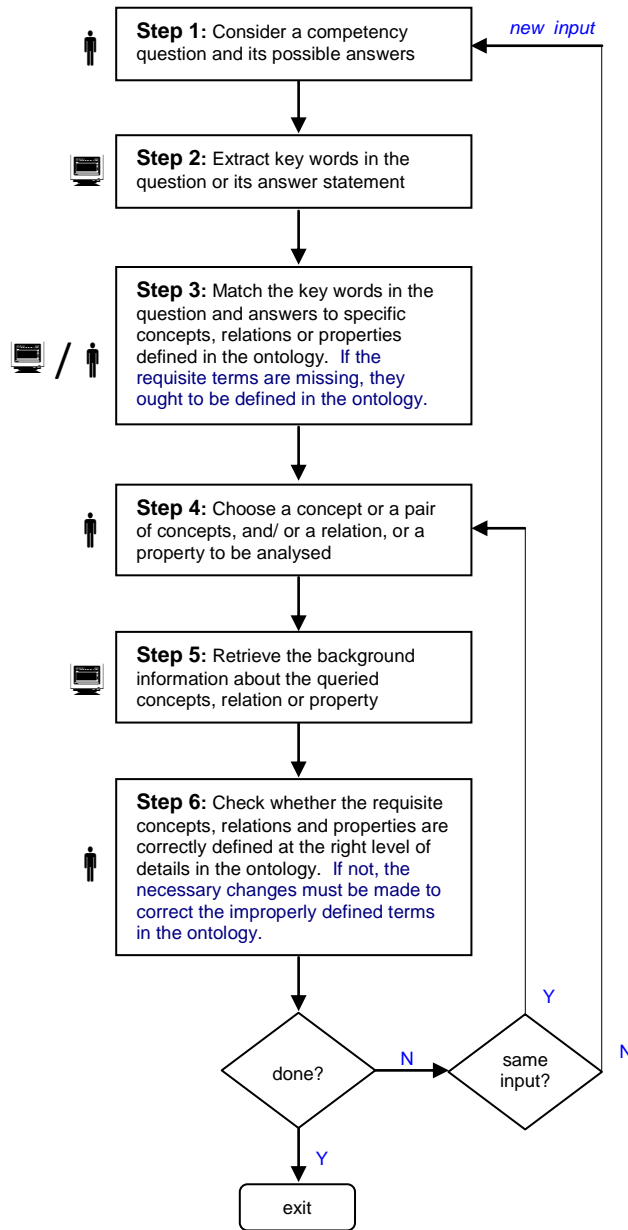 Step 1: Consider a competency
question and its possible answers
new input
Step 2: Extract key words in the
question or its answer statement
Step 3: Match the key words in the
question and answers to specific
concepts, relations or properties
defined in the ontology. If the
requisite terms are missing, they
ought to be defined in the ontology.
/
Step 4: Choose a concept or a pair
of concepts, and/ or a relation, or a
property to be analysed
Step 5: Retrieve the background
information about the queried
concepts, relation or property
Step 6: Check whether the requisite
concepts, relations and properties are
correctly defined at the right level of
details in the ontology. If not, the
necessary changes must be made to
correct the improperly defined terms
in the ontology.
Y
done?
N
same
input?
N
Y
exit